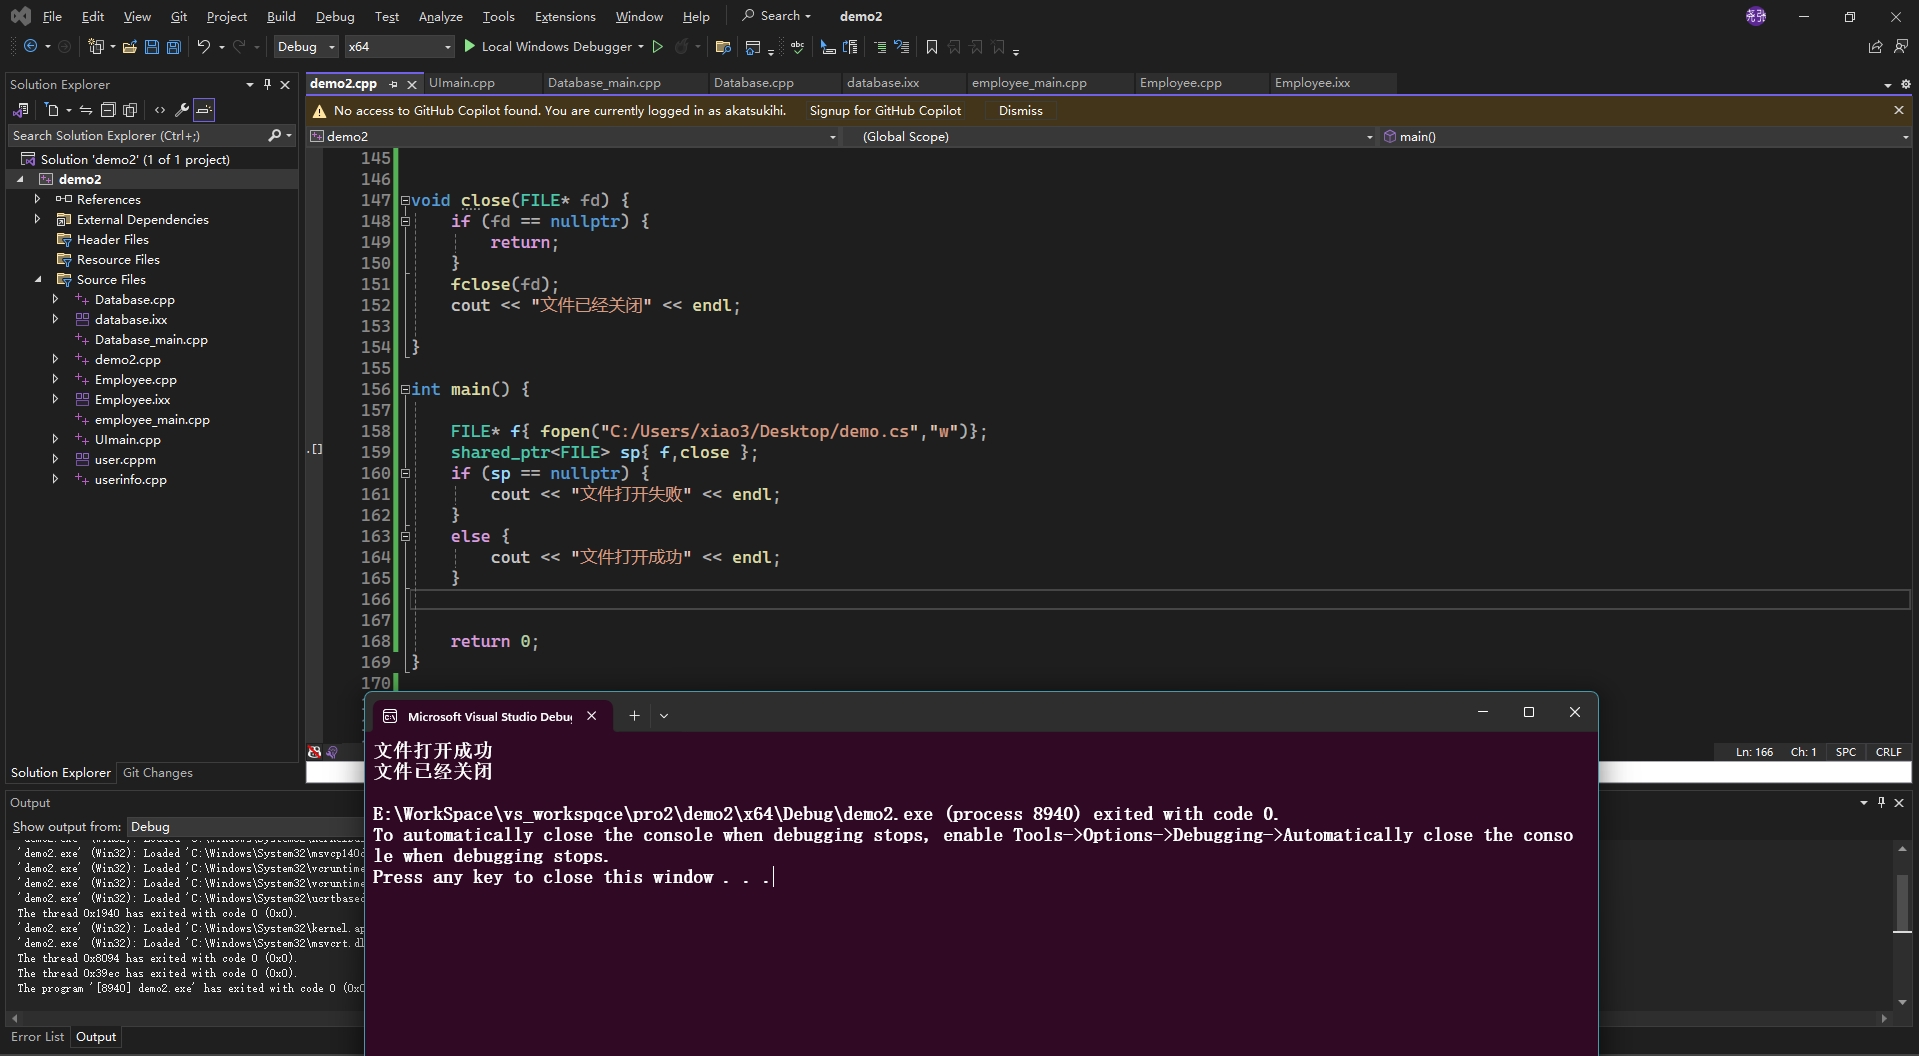 File Edit View Git Project Build Debug Test Analyze Tools Extensions Window Help Search demo2
Debug x64 Local Windows Debugger
Solution Explorer
Search Solution Explorer (Ctrl+;)
Solution 'demo2' (1 of 1 project)
demo2
References
External Dependencies
Header Files
Resource Files
Source Files
Database.cpp
database.ixx
Database_main.cpp
demo2.cpp
Employee.cpp
Employee.ixx
employee_main.cpp
UImain.cpp
user.cppm
userinfo.cpp
Solution Explorer Git Changes
demo2.cpp UImain.cpp Database_main.cpp Database.cpp database.ixx employee_main.cpp Employee.cpp Employee.ixx
No access to GitHub Copilot found. You are currently logged in as akatsukihi. Signup for GitHub Copilot Dismiss
demo2 (Global Scope) main()
145
146
147 void close(FILE* fd) {
148 if (fd == nullptr) {
149 return;
150 }
151 fclose(fd);
152 cout << "文件已经关闭" << endl;
153
154 }
155
156 int main() {
157
158 FILE* f{ fopen("C:/Users/xiao3/Desktop/demo.cs","w")};
159 shared_ptr<FILE> sp{ f,close };
160 if (sp == nullptr) {
161 cout << "文件打开失败" << endl;
162 }
163 else {
164 cout << "文件打开成功" << endl;
165 }
166
167
168 return 0;
169 }
170
Ln: 166 Ch: 1 SPC CRLF
Output
Show output from: Debug
'demo2.exe' (Win32): Loaded 'C:\Windows\System32\msvcp140
'demo2.exe' (Win32): Loaded 'C:\Windows\System32\vcruntime
'demo2.exe' (Win32): Loaded 'C:\Windows\System32\vcruntime
'demo2.exe' (Win32): Loaded 'C:\Windows\System32\ucrtbased
The thread 0x1940 has exited with code 0 (0x0).
'demo2.exe' (Win32): Loaded 'C:\Windows\System32\kernel.ap
'demo2.exe' (Win32): Loaded 'C:\Windows\System32\msvcrt.dl
The thread 0x8094 has exited with code 0 (0x0).
The thread 0x39ec has exited with code 0 (0x0).
The program '[8940] demo2.exe' has exited with code 0 (0x0
Error List Output
Microsoft Visual Studio Debu
文件打开成功
文件已经关闭
E:\WorkSpace\vs_workspqce\pro2\demo2\x64\Debug\demo2.exe (process 8940) exited with code 0.
To automatically close the console when debugging stops, enable Tools->Options->Debugging->Automatically close the conso
le when debugging stops.
Press any key to close this window . . .